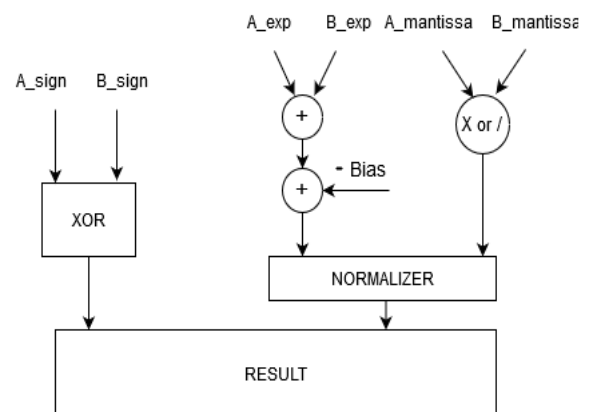 A_exp B_exp A_mantissa B_mantissa
A_sign B_sign
+ X or /
- Bias
+
XOR
NORMALIZER
RESULT